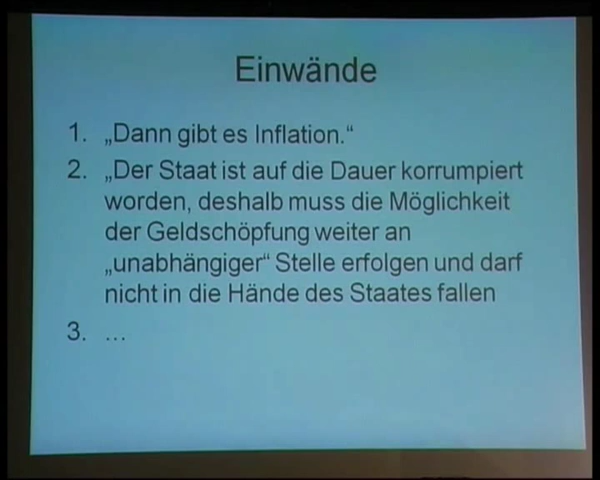 Einwände
1. „Dann gibt es Inflation.“
2. „Der Staat ist auf die Dauer korrumpiert
worden, deshalb muss die Möglichkeit
der Geldschöpfung weiter an
„unabhängiger“ Stelle erfolgen und darf
nicht in die Hände des Staates fallen
3. ...